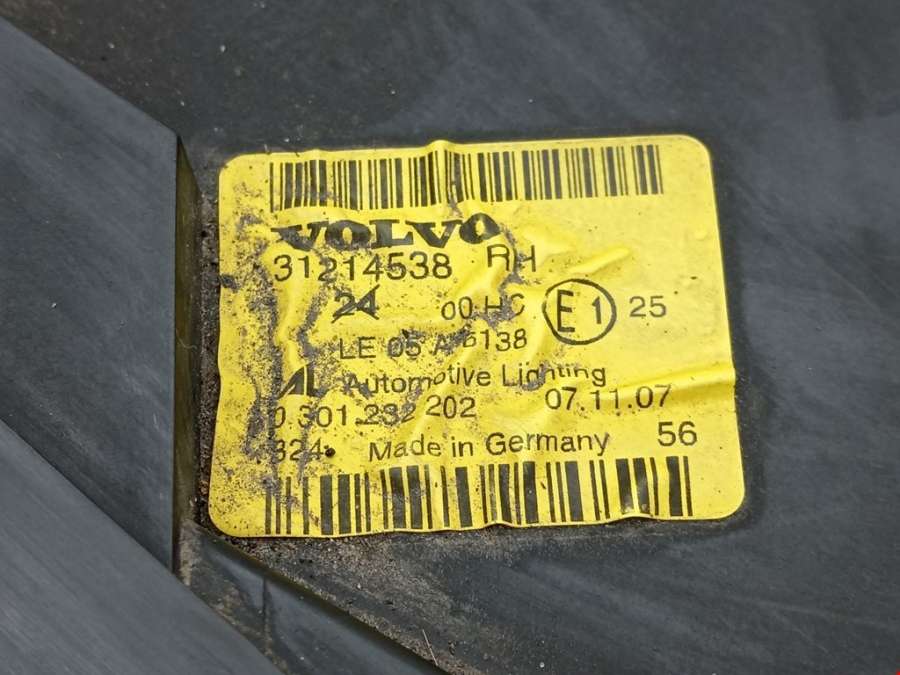 VOLVO
31214538 RH
24 00 HC E1 25
LE 05 A 6138
AL Automotive Lighting
0 301 232 202 07.11.07
324 Made in Germany 56